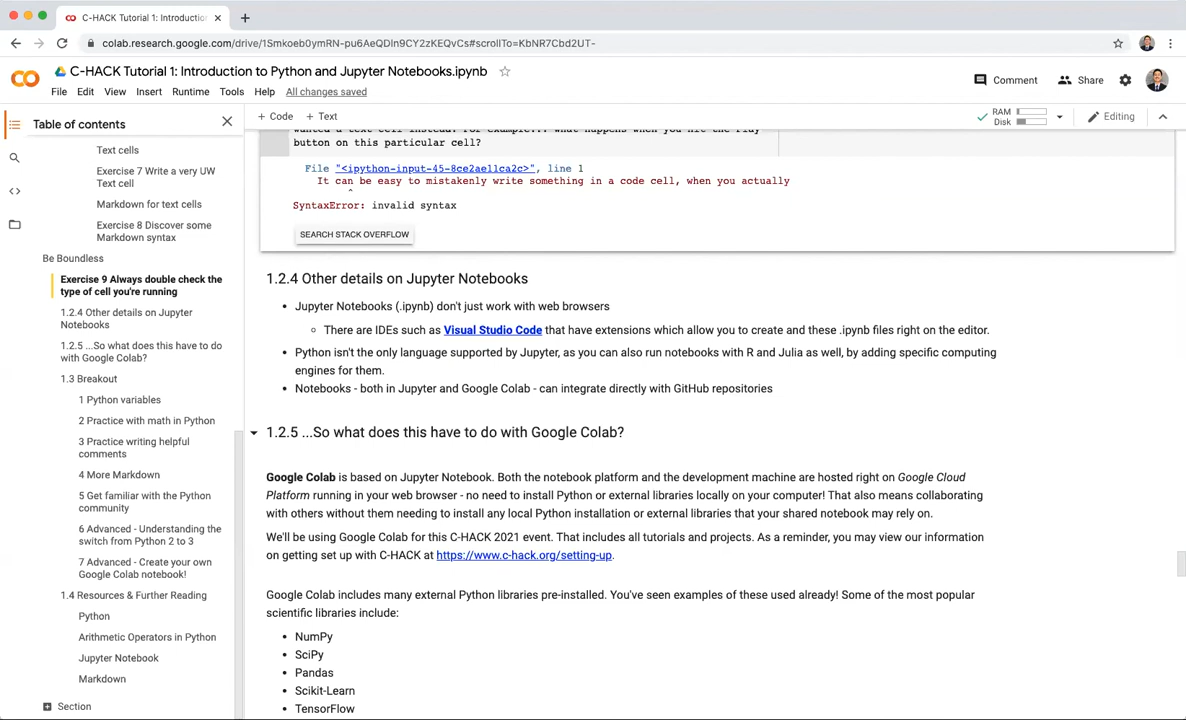 C-HACK Tutorial 1: Introduction
colab.research.google.com/drive/1Smkoeb0ymRN-pu6AeQDln9CY2zKEQvCs#scrollTo=KbNR7Cbd2UT-
C-HACK Tutorial 1: Introduction to Python and Jupyter Notebooks.ipynb
Comment
Share
File Edit View Insert Runtime Tools Help All changes saved
Table of contents
+ Code + Text
RAM
Disk
Editing
Text cells
Exercise 7 Write a very UW
Text cell
Markdown for text cells
Exercise 8 Discover some
Markdown syntax
Be Boundless
Exercise 9 Always double check the
type of cell you're running
1.2.4 Other details on Jupyter
Notebooks
1.2.5 ...So what does this have to do
with Google Colab?
1.3 Breakout
1 Python variables
2 Practice with math in Python
3 Practice writing helpful
comments
4 More Markdown
5 Get familiar with the Python
community
6 Advanced - Understanding the
switch from Python 2 to 3
7 Advanced - Create your own
Google Colab notebook!
1.4 Resources & Further Reading
Python
Arithmetic Operators in Python
Jupyter Notebook
Markdown
Section
wanted a text cell instead. For example... what happens when you hit the Play
button on this particular cell?
File "<ipython-input-45-8ce2ae11ca2c>", line 1
It can be easy to mistakenly write something in a code cell, when you actually
^
SyntaxError: invalid syntax
SEARCH STACK OVERFLOW
1.2.4 Other details on Jupyter Notebooks
• Jupyter Notebooks (.ipynb) don't just work with web browsers
◦ There are IDEs such as Visual Studio Code that have extensions which allow you to create and these .ipynb files right on the editor.
• Python isn't the only language supported by Jupyter, as you can also run notebooks with R and Julia as well, by adding specific computing
engines for them.
• Notebooks - both in Jupyter and Google Colab - can integrate directly with GitHub repositories
1.2.5 ...So what does this have to do with Google Colab?
Google Colab is based on Jupyter Notebook. Both the notebook platform and the development machine are hosted right on Google Cloud
Platform running in your web browser - no need to install Python or external libraries locally on your computer! That also means collaborating
with others without them needing to install any local Python installation or external libraries that your shared notebook may rely on.
We'll be using Google Colab for this C-HACK 2021 event. That includes all tutorials and projects. As a reminder, you may view our information
on getting set up with C-HACK at https://www.c-hack.org/setting-up.
Google Colab includes many external Python libraries pre-installed. You've seen examples of these used already! Some of the most popular
scientific libraries include:
• NumPy
• SciPy
• Pandas
• Scikit-Learn
• TensorFlow